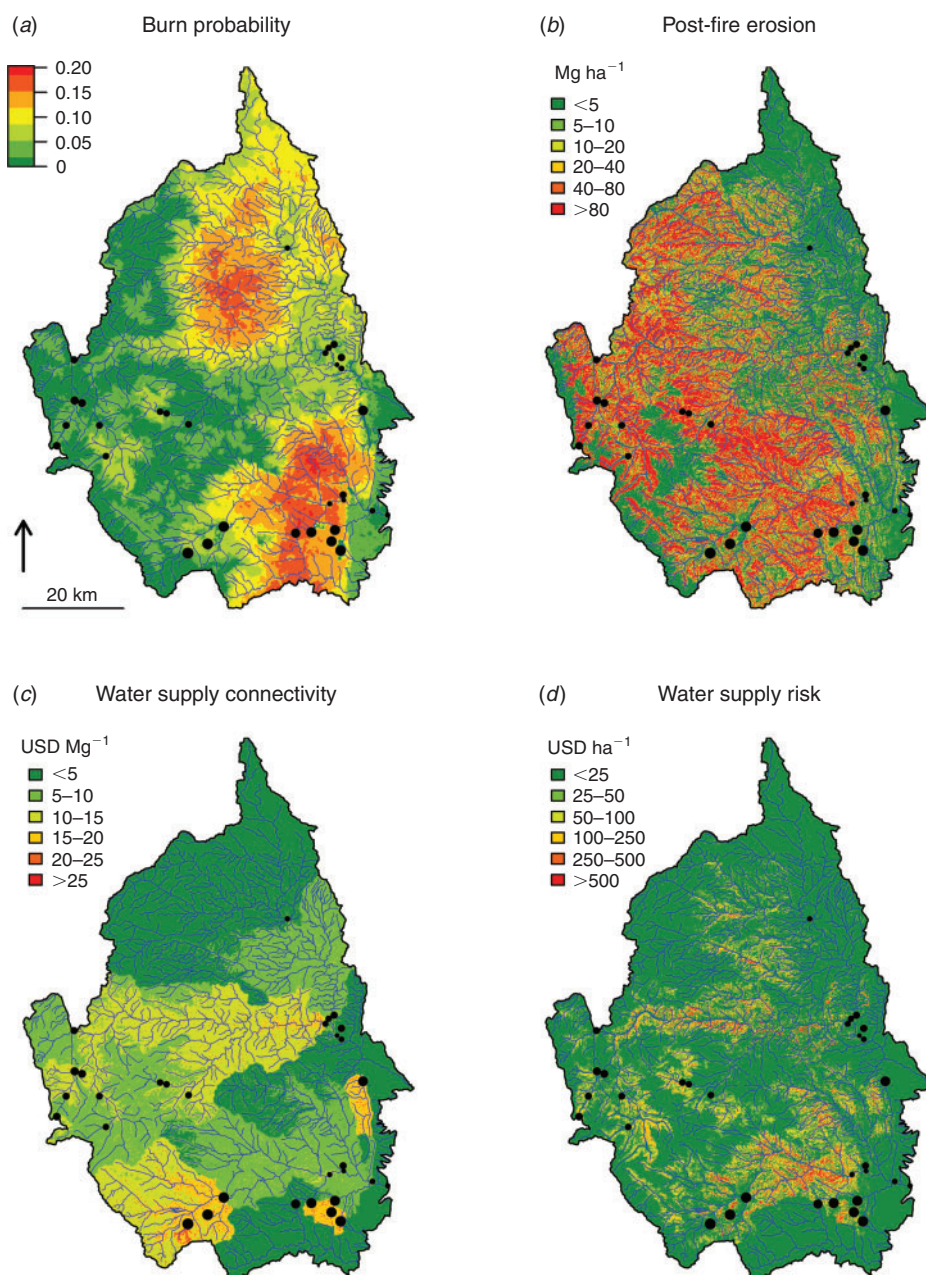 (a) Burn probability
0.20
0.15
0.10
0.05
0
20 km
(b) Post-fire erosion
Mg ha−1
<5
5–10
10–20
20–40
40–80
>80
(c) Water supply connectivity
USD Mg−1
<5
5–10
10–15
15–20
20–25
>25
(d) Water supply risk
USD ha−1
<25
25–50
50–100
100–250
250–500
>500